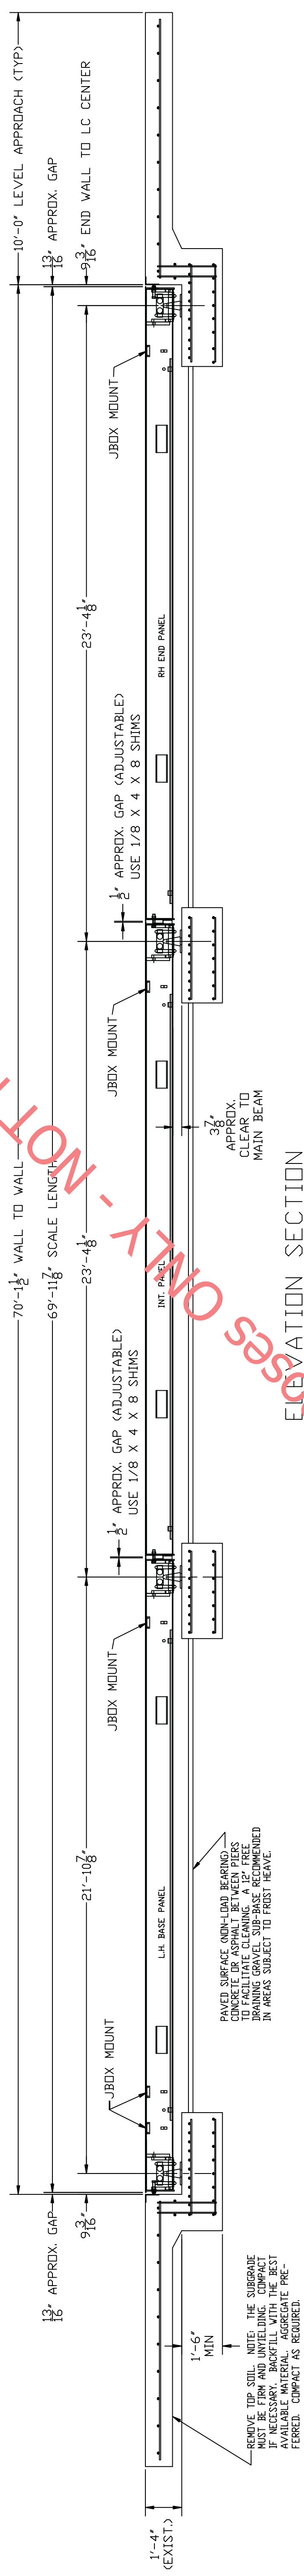 70'-1 1/2" WALL TO WALL
10'-0" LEVEL APPROACH (TYP)
13/16" APPROX. GAP
69'-11 7/8" SCALE LENGTH
13/16" APPROX. GAP
9 3/16"
21'-10 7/8"
23'-4 1/8"
23'-4 1/8"
9 3/16" END WALL TO LC CENTER
JBOX MOUNT
JBOX MOUNT
1/2" APPROX. GAP (ADJUSTABLE)
USE 1/8 X 4 X 8 SHIMS
JBOX MOUNT
1/2" APPROX. GAP (ADJUSTABLE)
USE 1/8 X 4 X 8 SHIMS
JBOX MOUNT
1'-4"
(EXIST.)
L.H. BASE PANEL
INT. PANEL
RH END PANEL
1'-6"
MIN
3 7/8"
APPROX.
CLEAR TO
MAIN BEAM
REMOVE TOP SOIL. NOTE: THE SUBGRADE
MUST BE FIRM AND UNYIELDING. COMPACT
IF NECESSARY. BACKFILL WITH THE BEST
AVAILABLE MATERIAL. AGGREGATE PRE-
FERRED. COMPACT AS REQUIRED.
PAVED SURFACE (NON-LOAD BEARING)
CONCRETE OR ASPHALT BETWEEN PIERS
TO FACILITATE CLEANING. A 12" FREE
DRAINING GRAVEL SUB-BASE RECOMMENDED
IN AREAS SUBJECT TO FROST HEAVE.
ELEVATION SECTION
ONLY - NOT